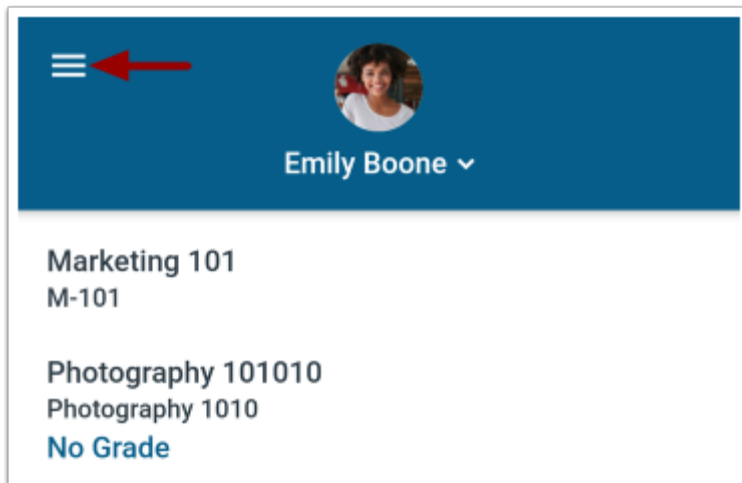 Emily Boone
Marketing 101
M-101
Photography 101010
Photography 1010
No Grade